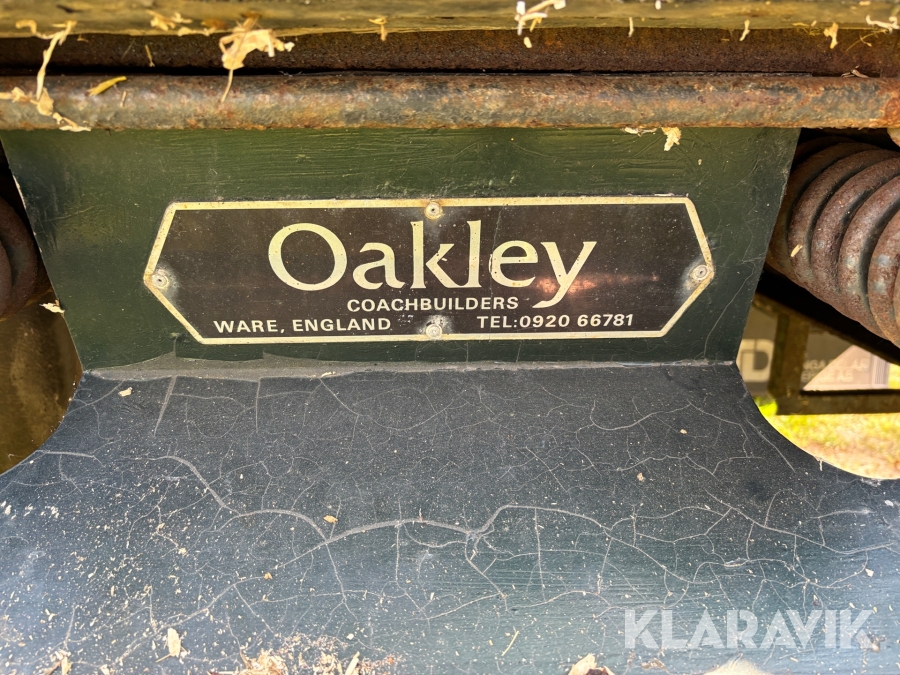 Oakley
COACHBUILDERS
WARE, ENGLAND TEL:0920 66781
KLARAVIK